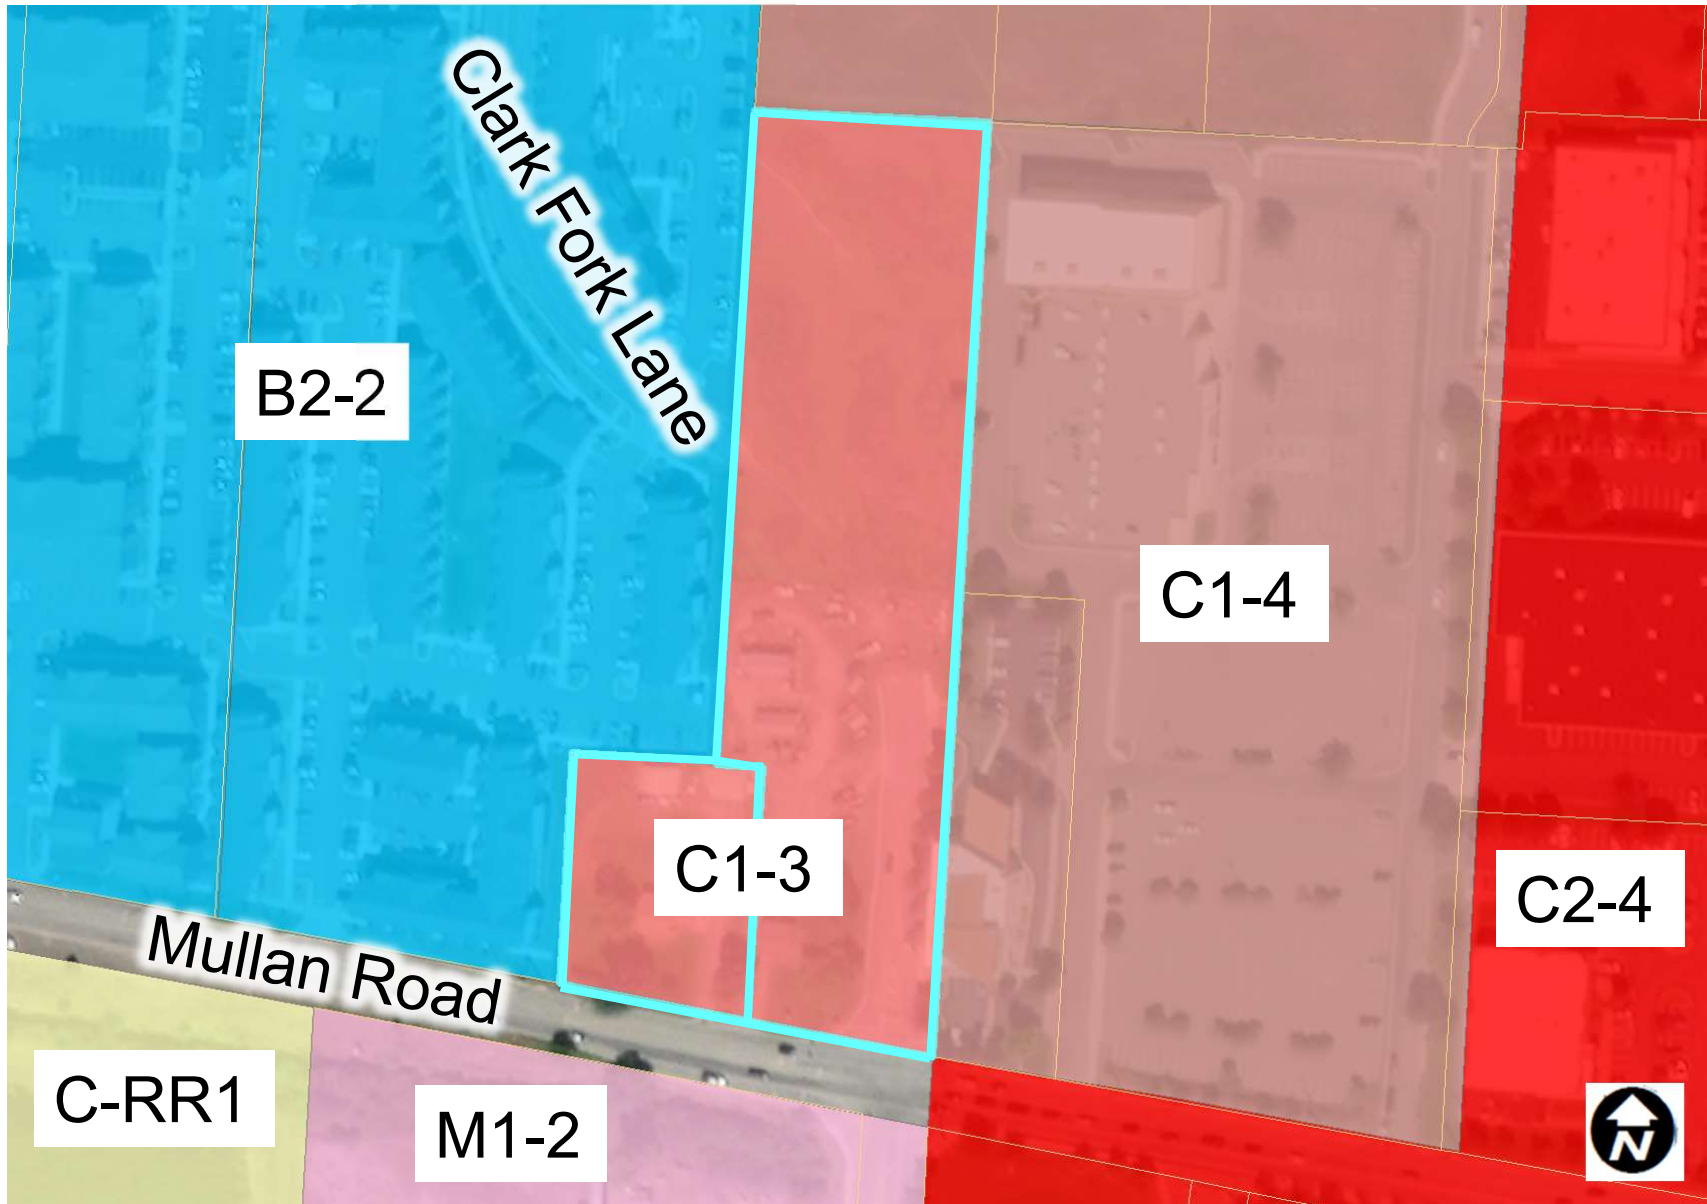 Clark Fork Lane
B2-2
C1-4
C1-3
C2-4
Mullan Road
C-RR1
M1-2
N